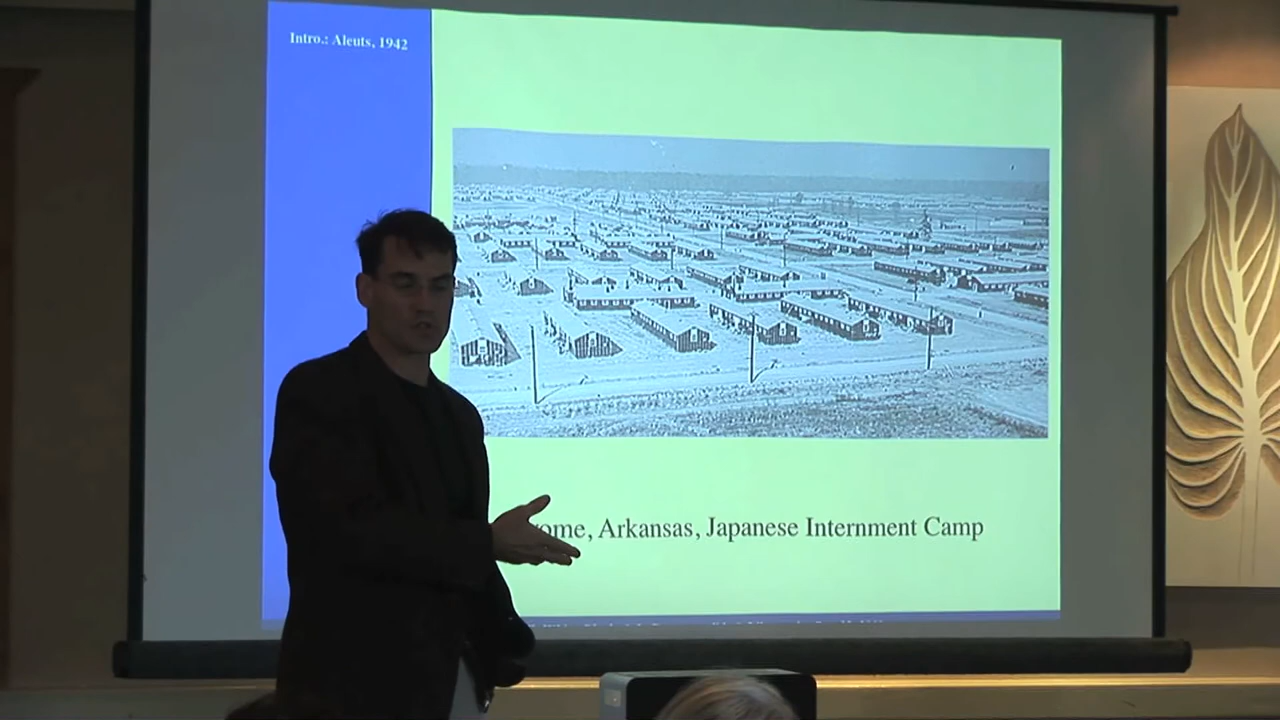 Intro.: Aleuts, 1942
ome, Arkansas, Japanese Internment Camp